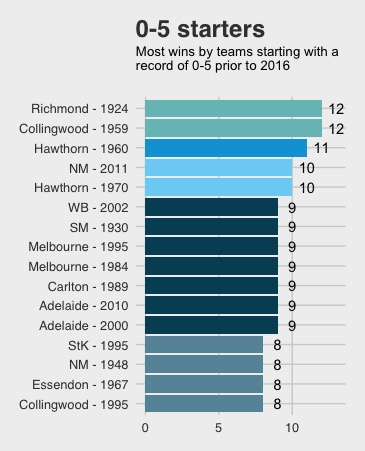 0-5 starters
Most wins by teams starting with a
record of 0-5 prior to 2016
Richmond - 1924 12
Collingwood - 1959 12
Hawthorn - 1960 11
NM - 2011 10
Hawthorn - 1970 10
WB - 2002 9
SM - 1930 9
Melbourne - 1995 9
Melbourne - 1984 9
Carlton - 1989 9
Adelaide - 2010 9
Adelaide - 2000 9
StK - 1995 8
NM - 1948 8
Essendon - 1967 8
Collingwood - 1995 8
0 5 10